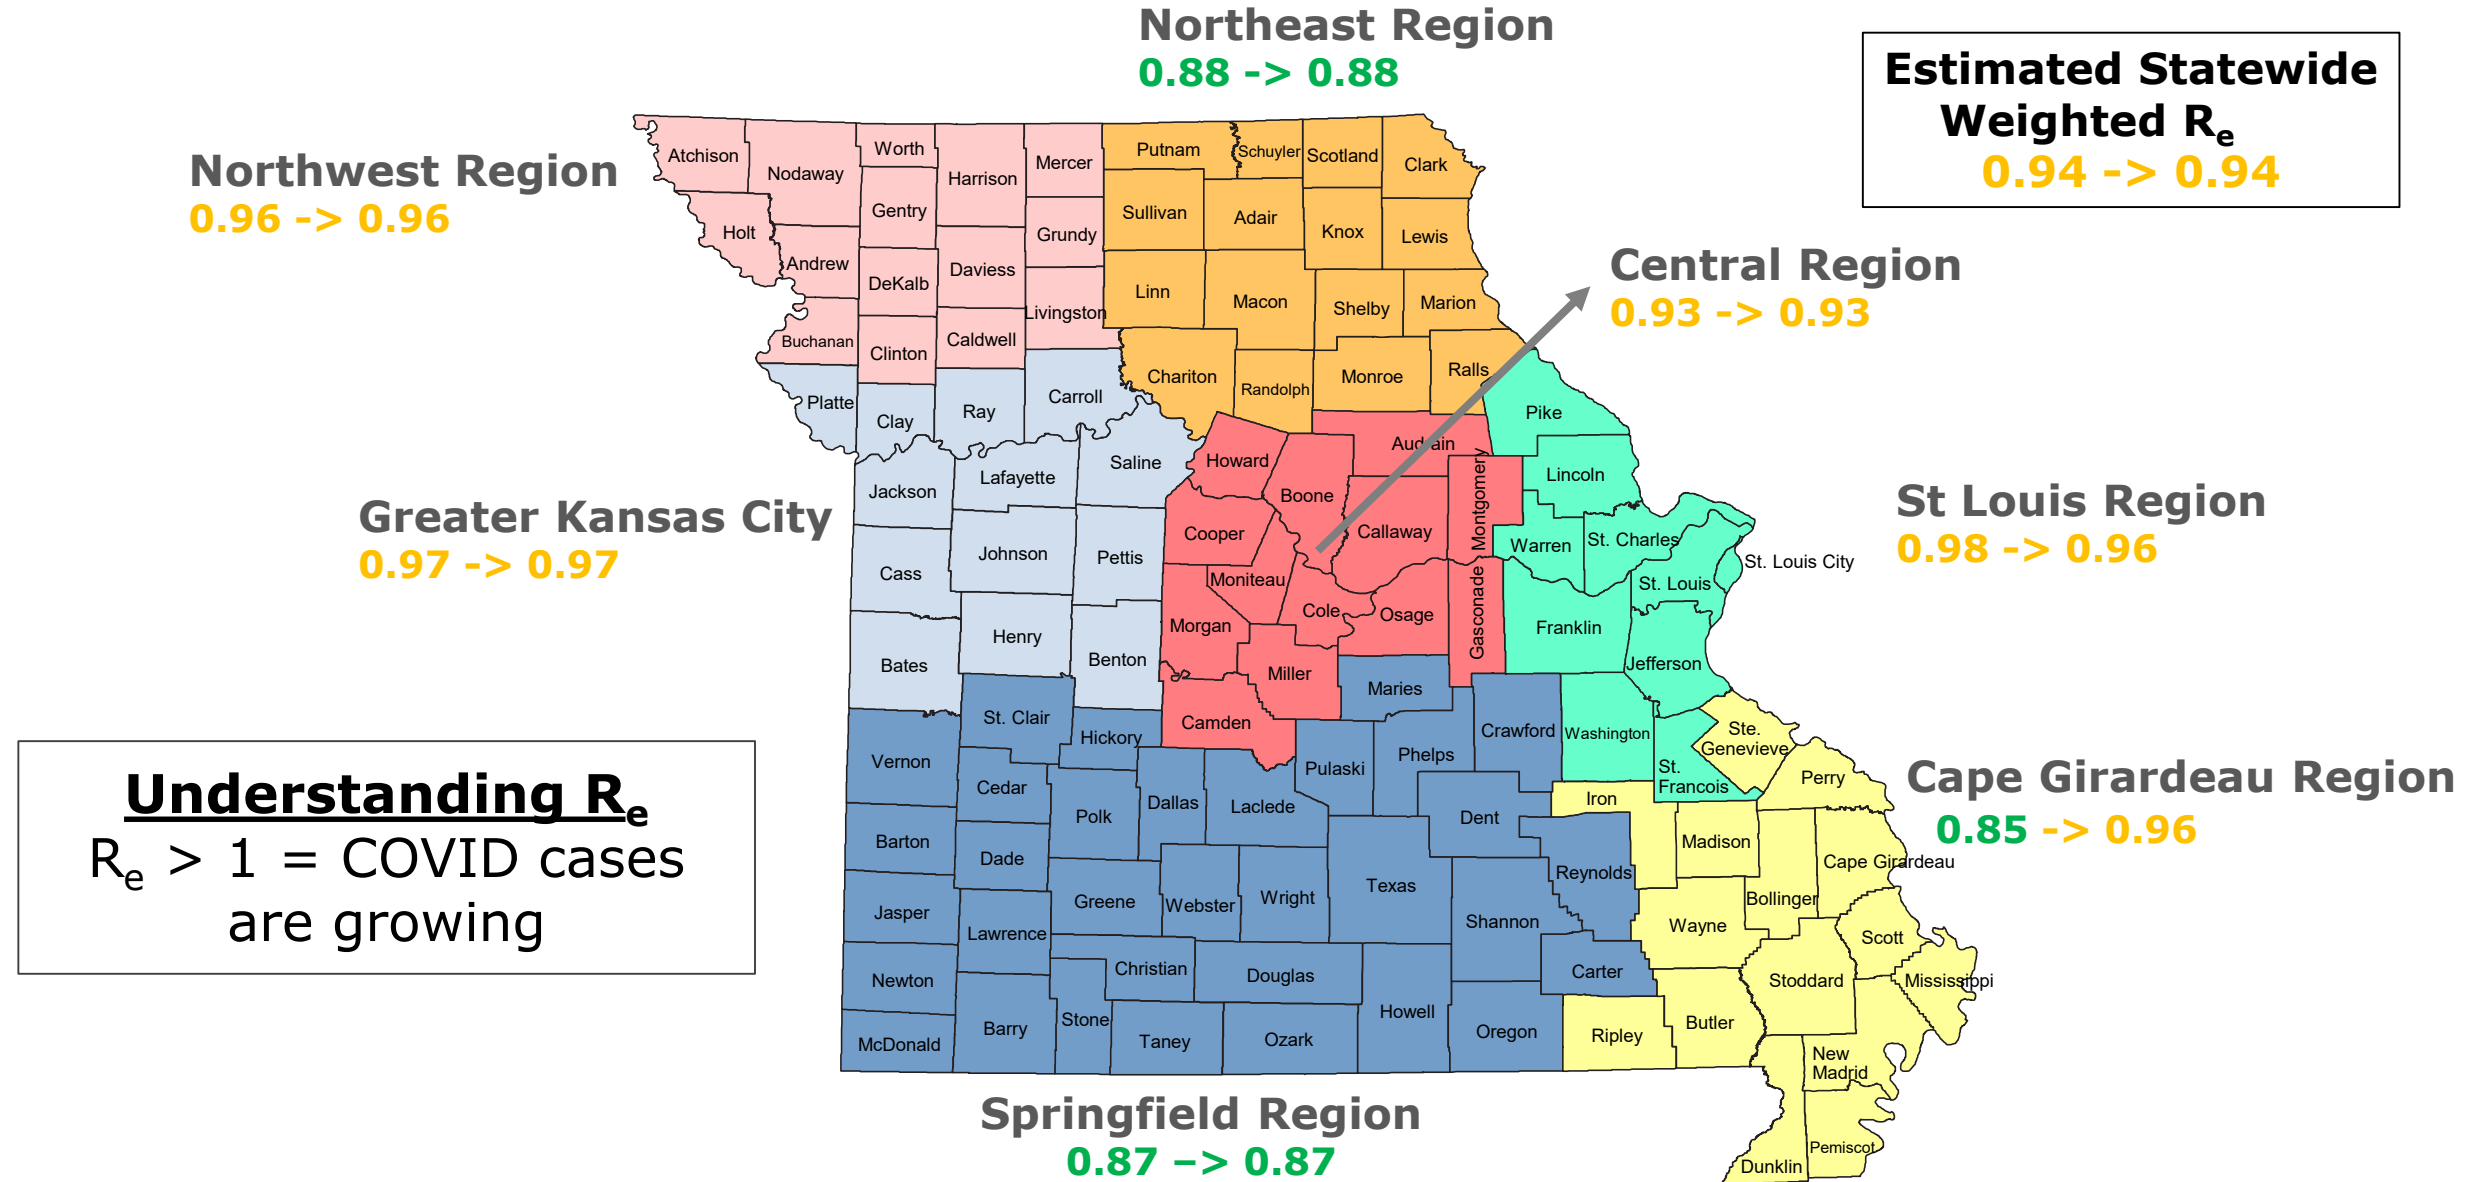 Northeast Region
0.88 -> 0.88
Estimated Statewide
Weighted Re
0.94 -> 0.94
Northwest Region
0.96 -> 0.96
Central Region
0.93 -> 0.93
Greater Kansas City
0.97 -> 0.97
St Louis Region
0.98 -> 0.96
Understanding Re
Re > 1 = COVID cases
are growing
Cape Girardeau Region
0.85 -> 0.96
Springfield Region
0.87 –> 0.87
Atchison
Nodaway
Worth
Harrison
Mercer
Putnam
Schuyler
Scotland
Clark
Holt
Gentry
Grundy
Sullivan
Adair
Knox
Lewis
Andrew
DeKalb
Daviess
Livingston
Linn
Macon
Shelby
Marion
Buchanan
Clinton
Caldwell
Chariton
Randolph
Monroe
Ralls
Platte
Clay
Ray
Carroll
Pike
Jackson
Lafayette
Saline
Howard
Boone
Audrain
Montgomery
Lincoln
Cass
Johnson
Pettis
Cooper
Moniteau
Callaway
Warren
St. Charles
St. Louis
St. Louis City
Bates
Henry
Benton
Morgan
Cole
Osage
Gasconade
Franklin
Jefferson
Miller
Camden
Maries
St. Clair
Hickory
Vernon
Cedar
Polk
Dallas
Laclede
Pulaski
Phelps
Crawford
Washington
Ste.
Genevieve
St.
Francois
Perry
Barton
Dade
Dent
Iron
Madison
Cape Girardeau
Jasper
Greene
Webster
Wright
Texas
Reynolds
Bollinger
Lawrence
Shannon
Wayne
Scott
Newton
Christian
Douglas
Carter
Stoddard
Mississippi
McDonald
Barry
Stone
Taney
Ozark
Howell
Oregon
Ripley
Butler
New
Madrid
Dunklin
Pemiscot